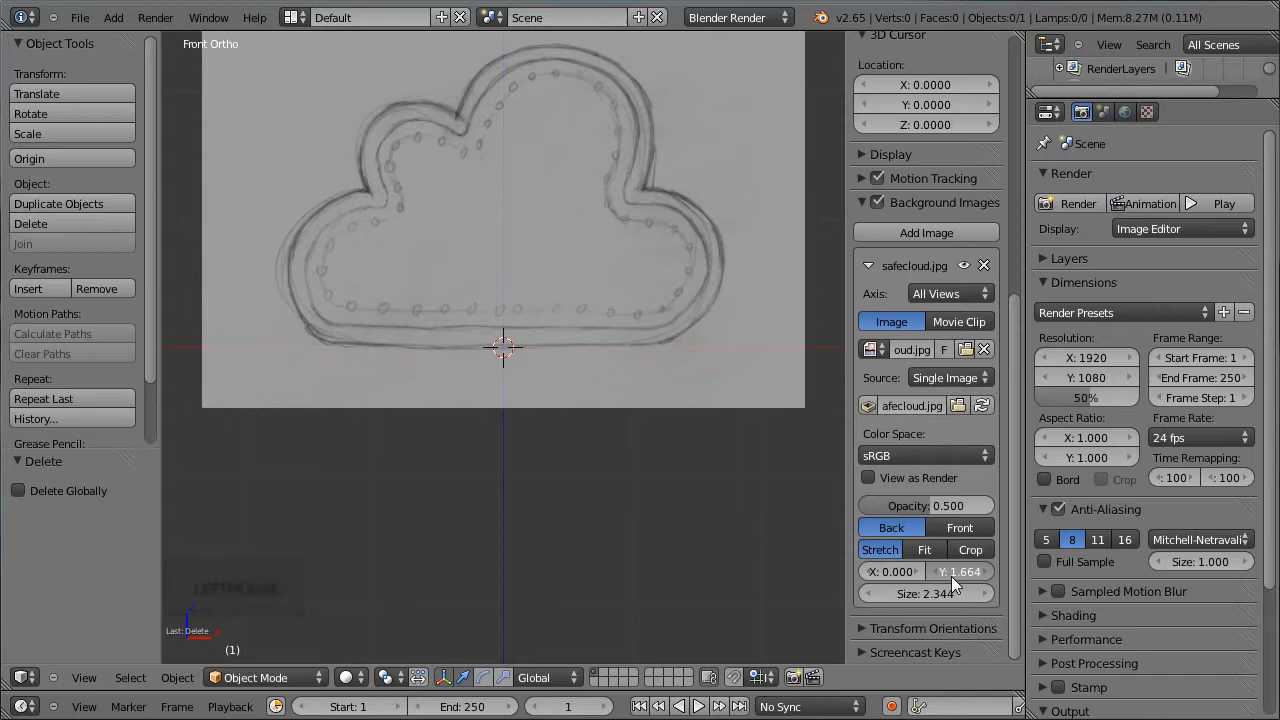 File Add Render Window Help Default Scene Blender Render v2.65 | Verts:0 | Faces:0 | Objects:0/1 | Lamps:0/0 | Mem:8.27M (0.11M)
Object Tools
Transform:
Translate
Rotate
Scale
Origin
Object:
Duplicate Objects
Delete
Join
Keyframes:
Insert Remove
Motion Paths:
Calculate Paths
Clear Paths
Repeat:
Repeat Last
History...
Grease Pencil:
Delete
Delete Globally
Front Ortho
Last: Delete
z
x
(1)
3D Cursor
Location:
X: 0.0000
Y: 0.0000
Z: 0.0000
Display
Motion Tracking
Background Images
Add Image
safecloud.jpg
Axis: All Views
Image Movie Clip
oud.jpg F
Source: Single Image
afecloud.jpg
Color Space:
sRGB
View as Render
Opacity: 0.500
Back Front
Stretch Fit Crop
X: 0.000 Y: 1.664
Size: 2.344
Transform Orientations
Screencast Keys
View Search All Scenes
RenderLayers
Scene
Render
Render Animation Play
Display: Image Editor
Layers
Dimensions
Render Presets
Resolution: Frame Range:
X: 1920 Start Frame: 1
Y: 1080 End Frame: 250
50% Frame Step: 1
Aspect Ratio: Frame Rate:
X: 1.000 24 fps
Y: 1.000 Time Remapping:
Bord Crop : 100 : 100
Anti-Aliasing
5 8 11 16 Mitchell-Netravali
Full Sample Size: 1.000
Sampled Motion Blur
Shading
Performance
Post Processing
Stamp
Output
View Select Object Object Mode Global
View Marker Frame Playback Start: 1 End: 250 1 No Sync